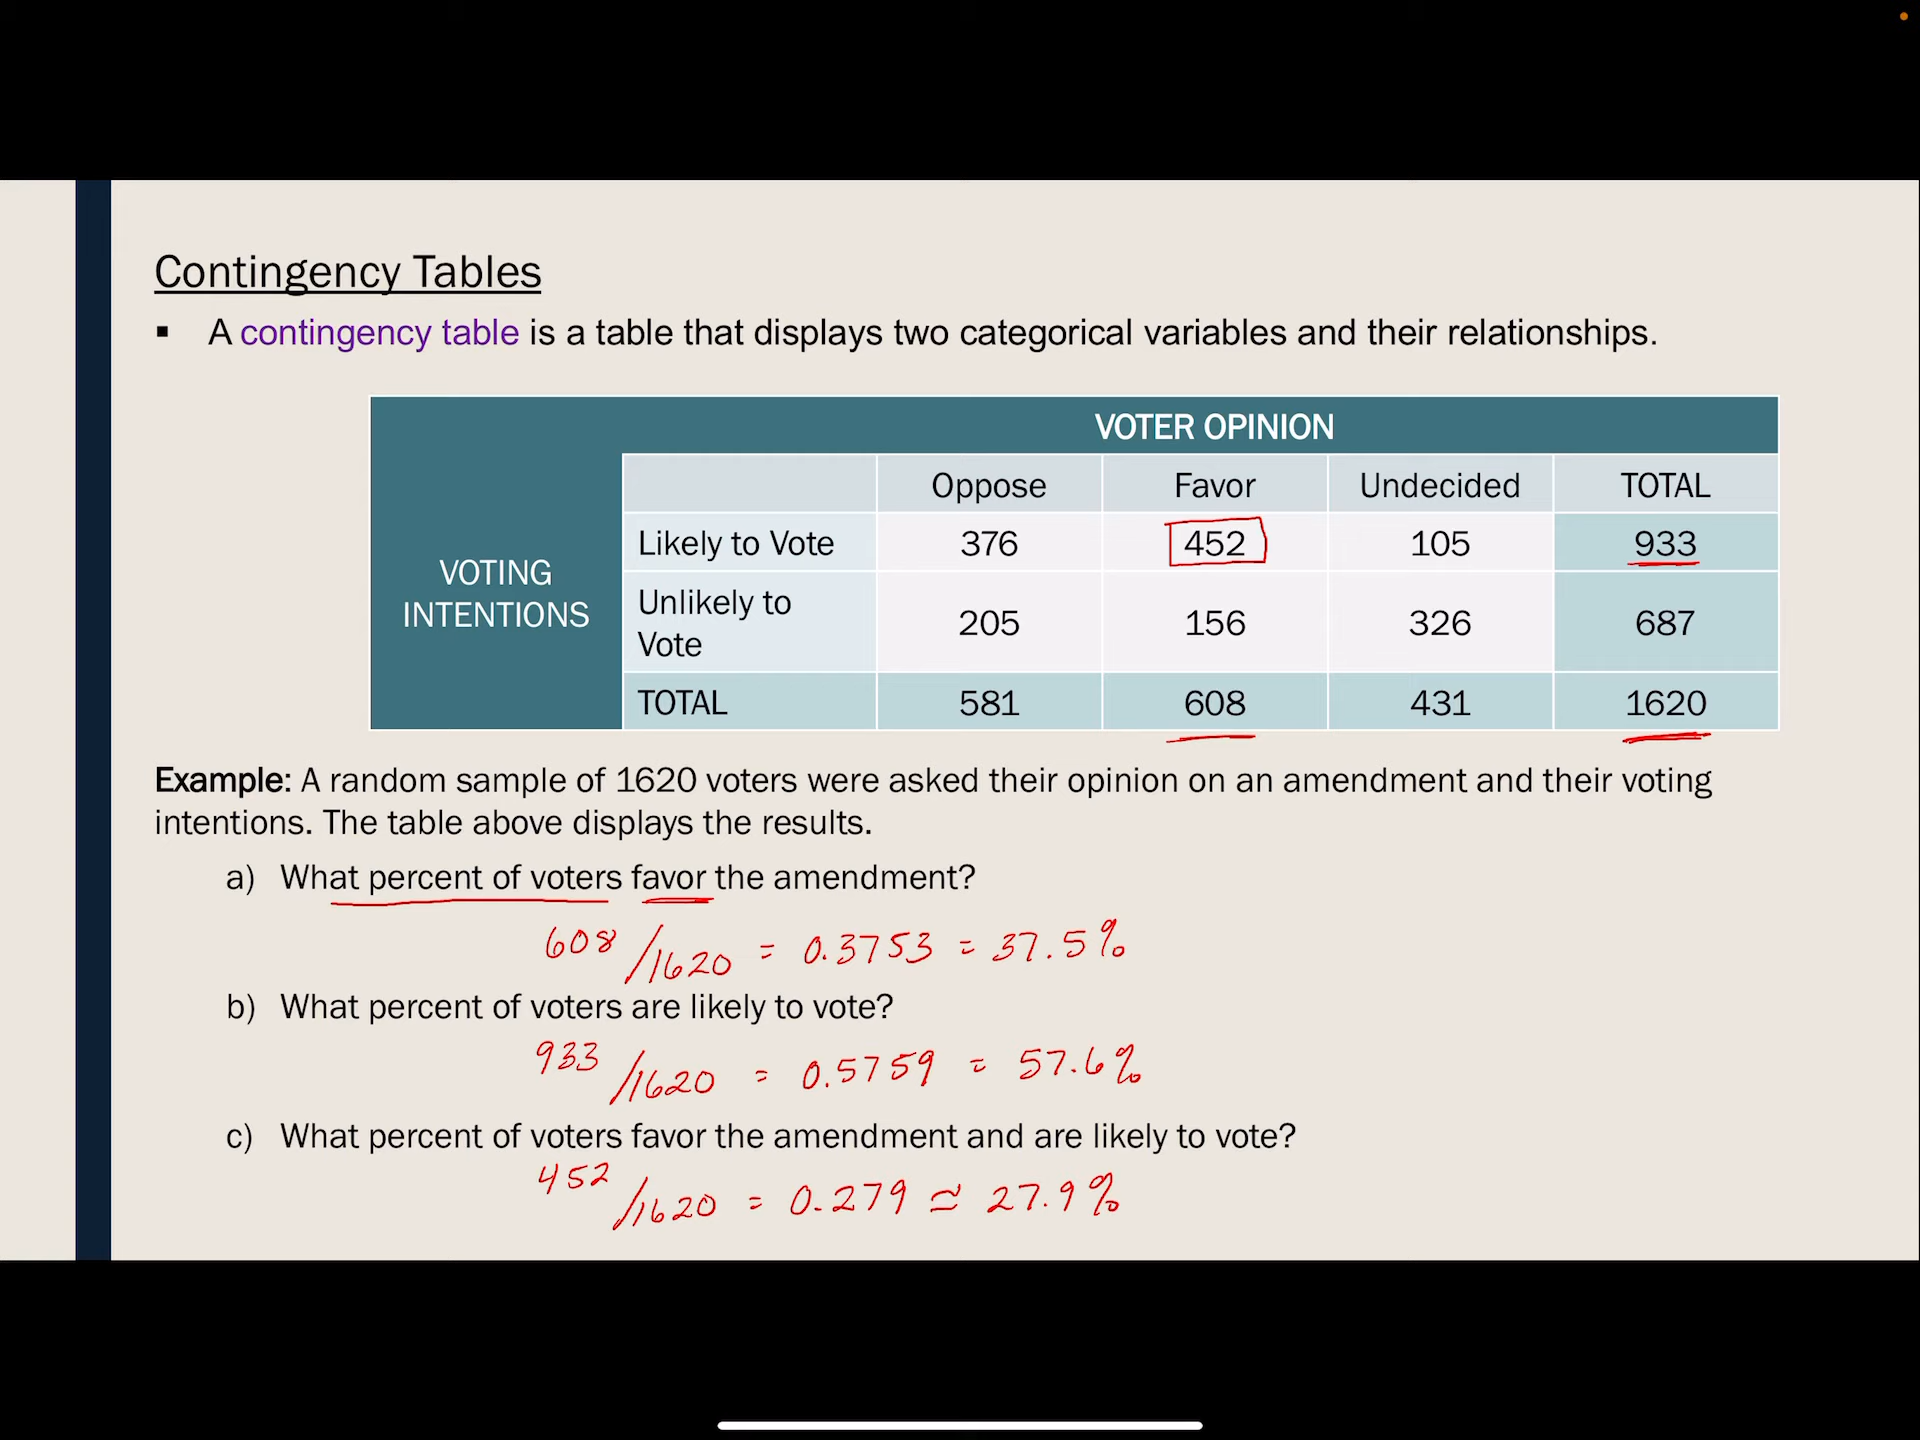 Contingency Tables
▪ A contingency table is a table that displays two categorical variables and their relationships.
VOTER OPINION
Oppose Favor Undecided TOTAL
VOTING INTENTIONS
Likely to Vote 376 452 105 933
Unlikely to Vote 205 156 326 687
TOTAL 581 608 431 1620
Example: A random sample of 1620 voters were asked their opinion on an amendment and their voting
intentions. The table above displays the results.
a) What percent of voters favor the amendment?
608/1620 = 0.3753 = 37.5%
b) What percent of voters are likely to vote?
933/1620 = 0.5759 = 57.6%
c) What percent of voters favor the amendment and are likely to vote?
452/1620 = 0.279 ≃ 27.9%